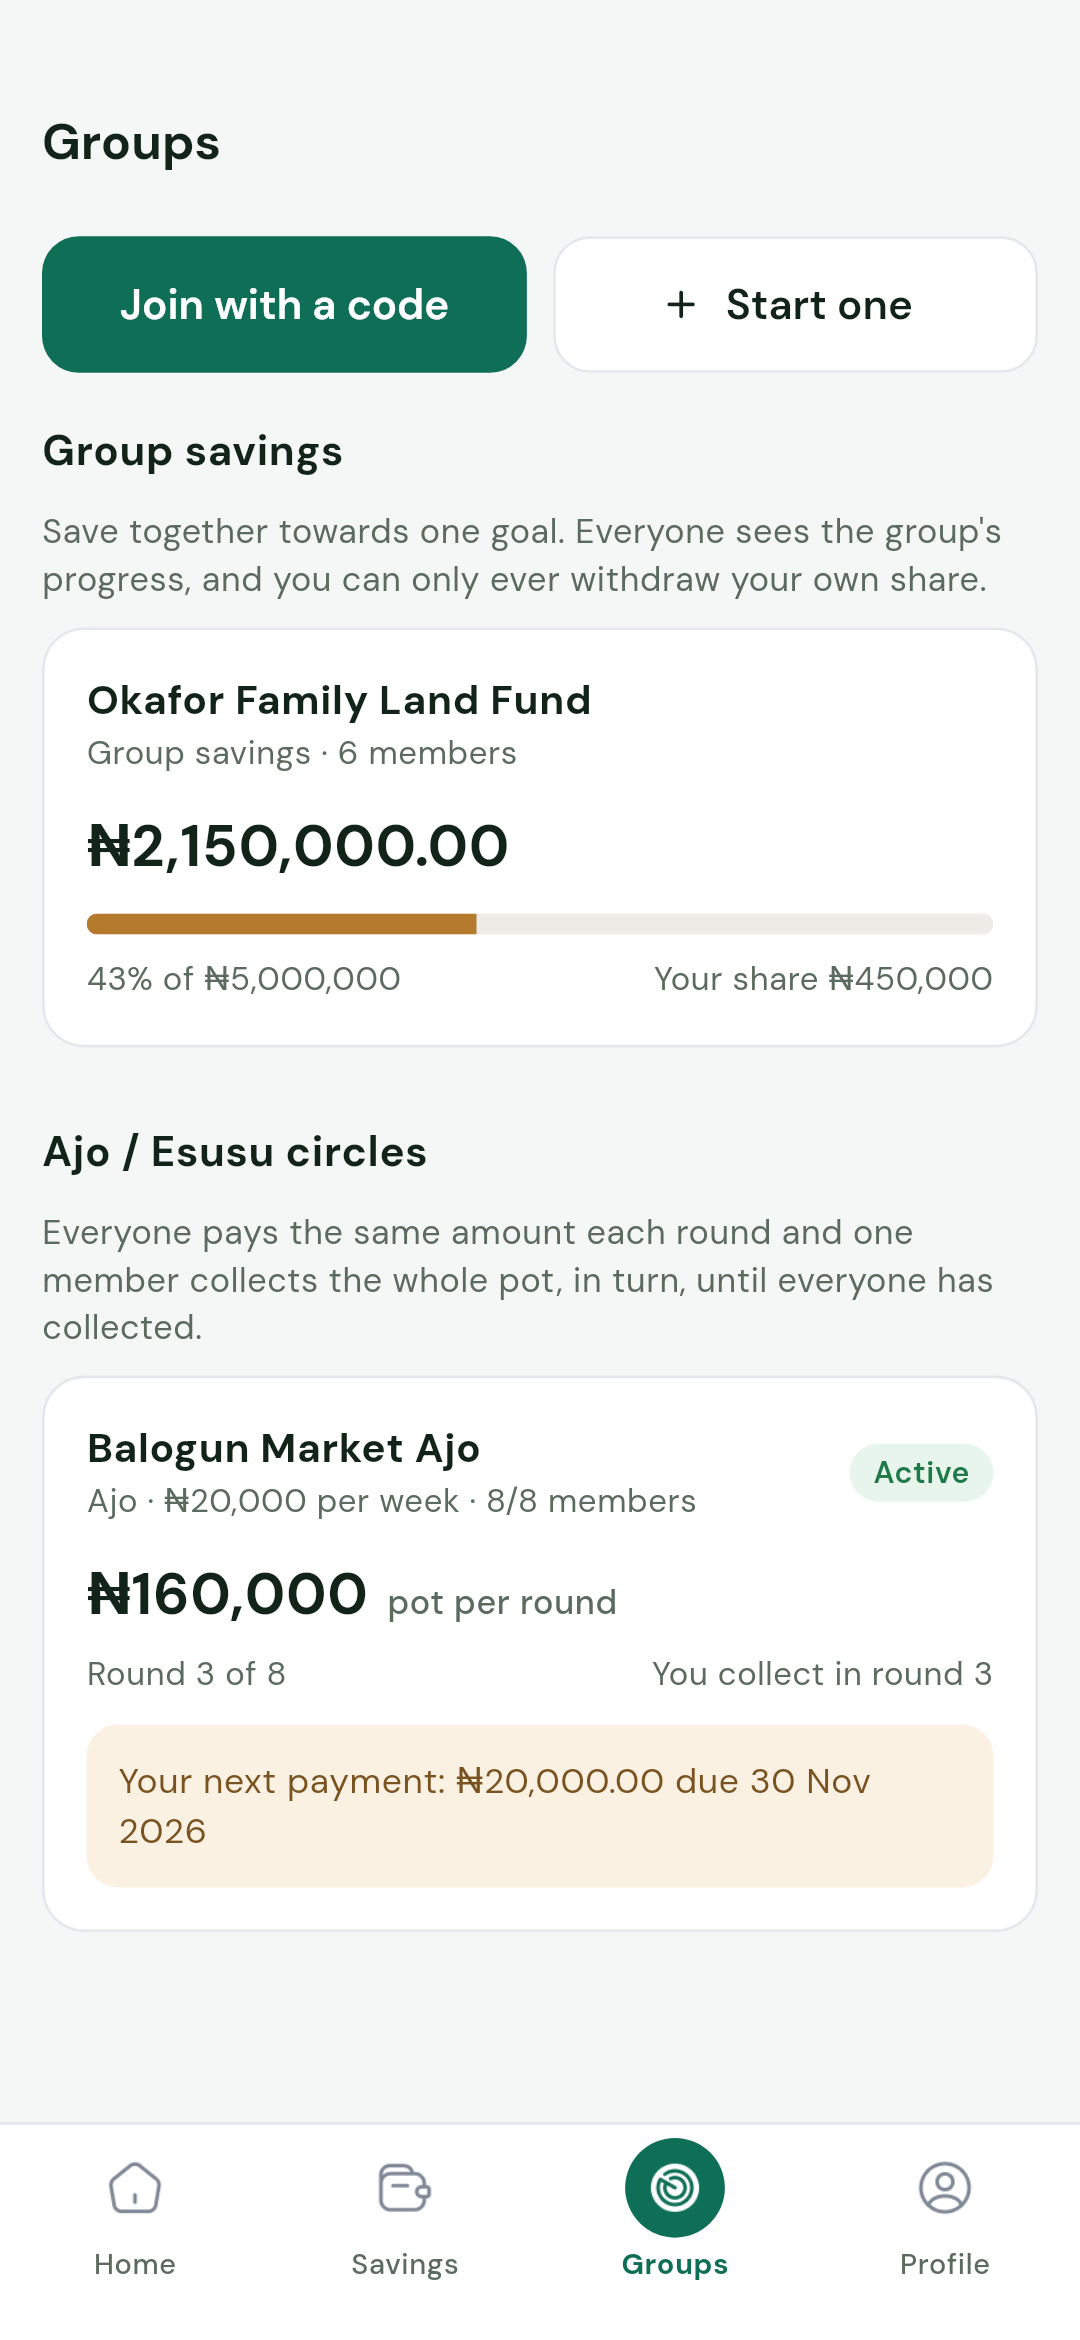 Groups
Join with a code
+ Start one
Group savings
Save together towards one goal. Everyone sees the group's
progress, and you can only ever withdraw your own share.
Okafor Family Land Fund
Group savings · 6 members
₦2,150,000.00
43% of ₦5,000,000
Your share ₦450,000
Ajo / Esusu circles
Everyone pays the same amount each round and one
member collects the whole pot, in turn, until everyone has
collected.
Balogun Market Ajo
Active
Ajo · ₦20,000 per week · 8/8 members
₦160,000 pot per round
Round 3 of 8
You collect in round 3
Your next payment: ₦20,000.00 due 30 Nov
2026
Home
Savings
Groups
Profile